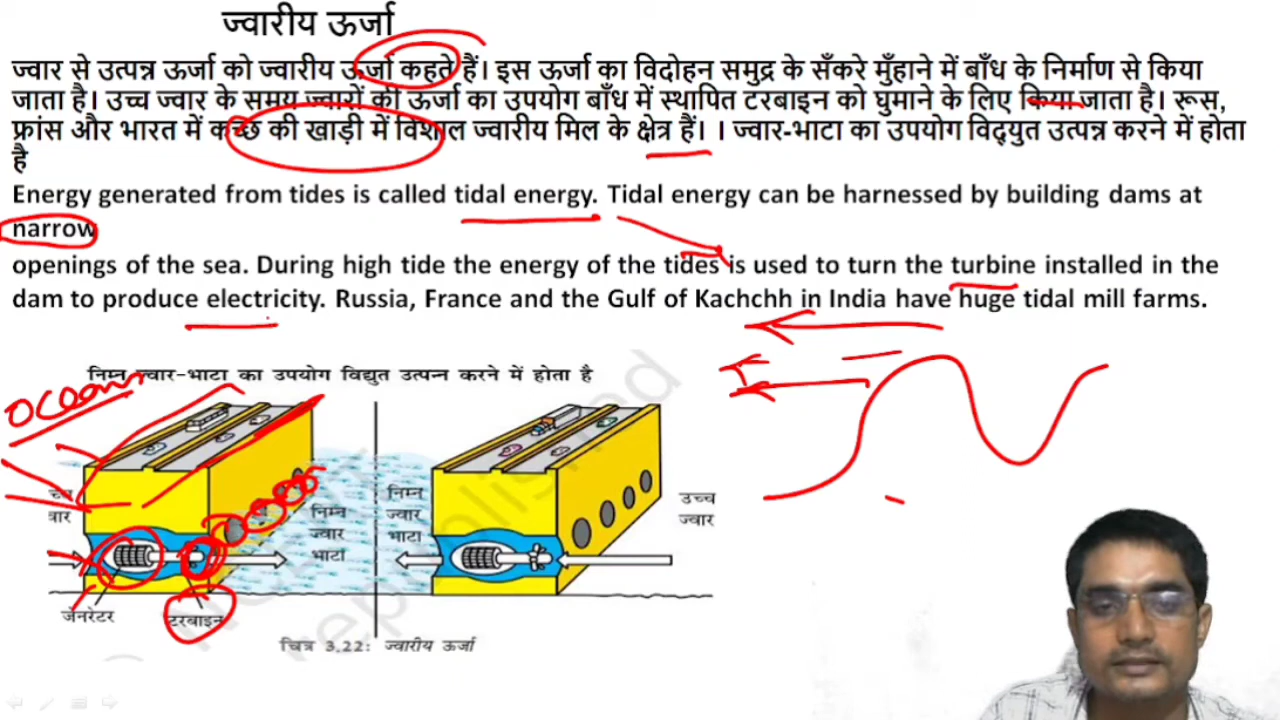 ज्वारीय ऊर्जा
ज्वार से उत्पन्न ऊर्जा को ज्वारीय ऊर्जा कहते हैं। इस ऊर्जा का विदोहन समुद्र के सँकरे मुँहाने में बाँध के निर्माण से किया
जाता है। उच्च ज्वार के समय ज्वारों की ऊर्जा का उपयोग बाँध में स्थापित टरबाइन को घुमाने के लिए किया जाता है। रूस,
फ्रांस और भारत में कच्छ की खाड़ी में विशाल ज्वारीय मिल के क्षेत्र हैं। । ज्वार-भाटा का उपयोग विद्युत उत्पन्न करने में होता
है
Energy generated from tides is called tidal energy. Tidal energy can be harnessed by building dams at
narrow
openings of the sea. During high tide the energy of the tides is used to turn the turbine installed in the
dam to produce electricity. Russia, France and the Gulf of Kachchh in India have huge tidal mill farms.
निम्न ज्वार-भाटा का उपयोग विद्युत उत्पन्न करने में होता है
ocean
निम्न
ज्वार
भाटा
निम्न
ज्वार
भाटा
उच्च
ज्वार
जेनरेटर
टरबाइन
चित्र 3.22: ज्वारीय ऊर्जा